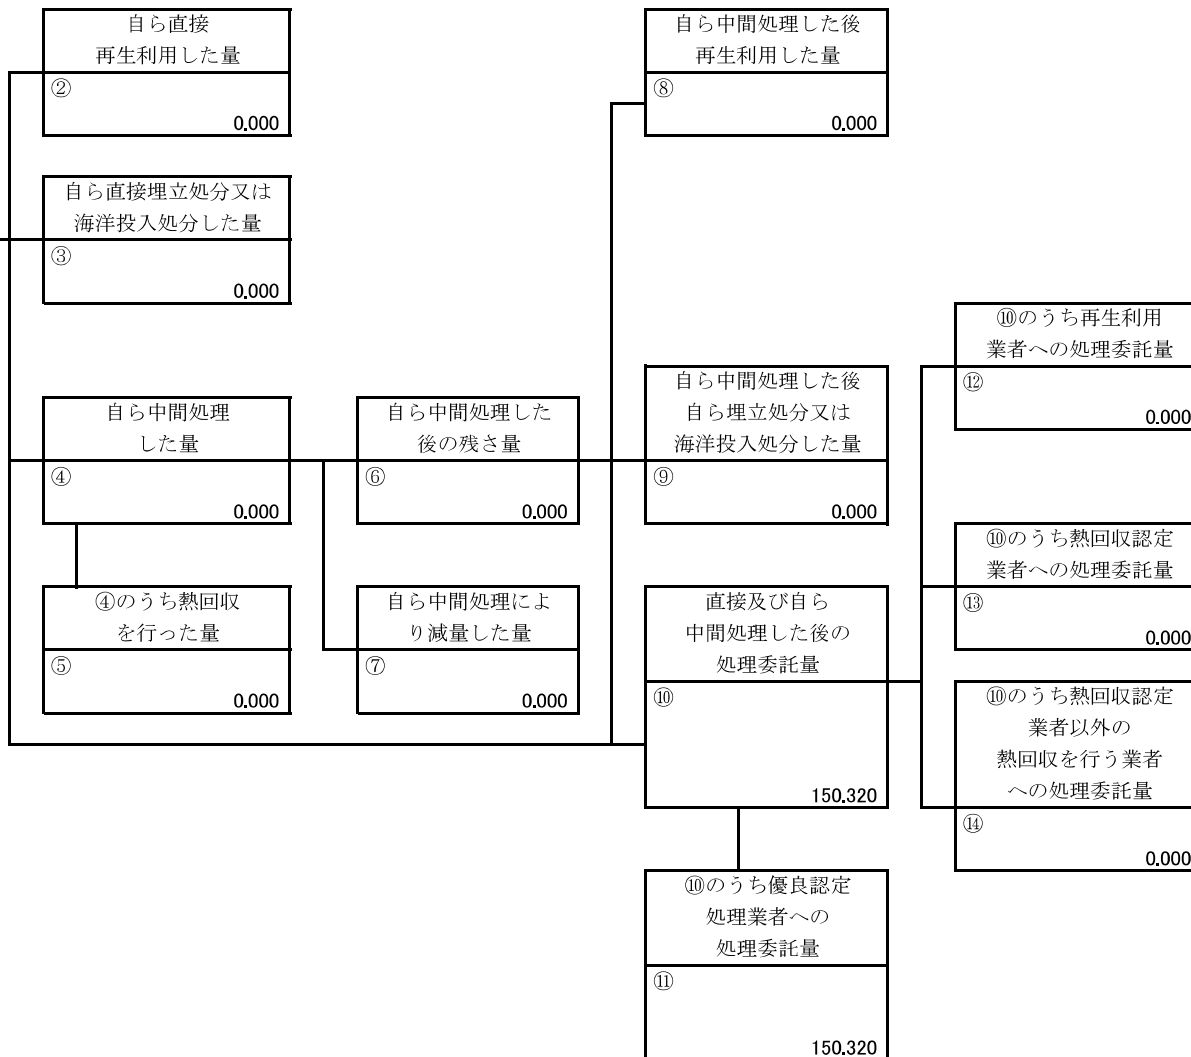 自ら直接
再生利用した量
②
0.000
自ら直接埋立処分又は
海洋投入処分した量
③
0.000
自ら中間処理
した量
④
0.000
④のうち熱回収
を行った量
⑤
0.000
自ら中間処理した
後の残さ量
⑥
0.000
自ら中間処理によ
り減量した量
⑦
0.000
自ら中間処理した後
再生利用した量
⑧
0.000
自ら中間処理した後
自ら埋立処分又は
海洋投入処分した量
⑨
0.000
直接及び自ら
中間処理した後の
処理委託量
⑩
150.320
⑩のうち優良認定
処理業者への
処理委託量
⑪
150.320
⑩のうち再生利用
業者への処理委託量
⑫
0.000
⑩のうち熱回収認定
業者への処理委託量
⑬
0.000
⑩のうち熱回収認定
業者以外の
熱回収を行う業者
への処理委託量
⑭
0.000